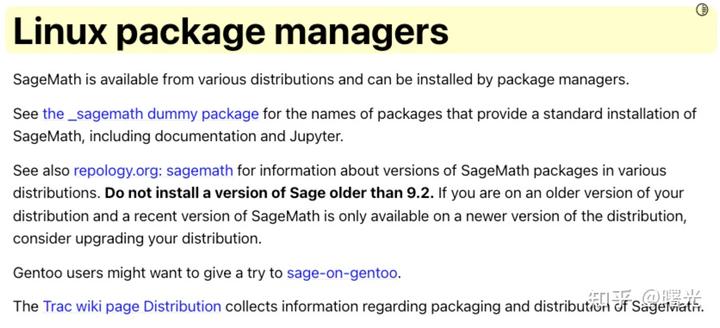 Linux package managers
SageMath is available from various distributions and can be installed by package managers.
See the _sagemath dummy package for the names of packages that provide a standard installation of
SageMath, including documentation and Jupyter.
See also repology.org: sagemath for information about versions of SageMath packages in various
distributions. Do not install a version of Sage older than 9.2. If you are on an older version of your
distribution and a recent version of SageMath is only available on a newer version of the distribution,
consider upgrading your distribution.
Gentoo users might want to give a try to sage-on-gentoo.
The Trac wiki page Distribution collects information regarding packaging and distribution of SageMath.
知乎 @曙光